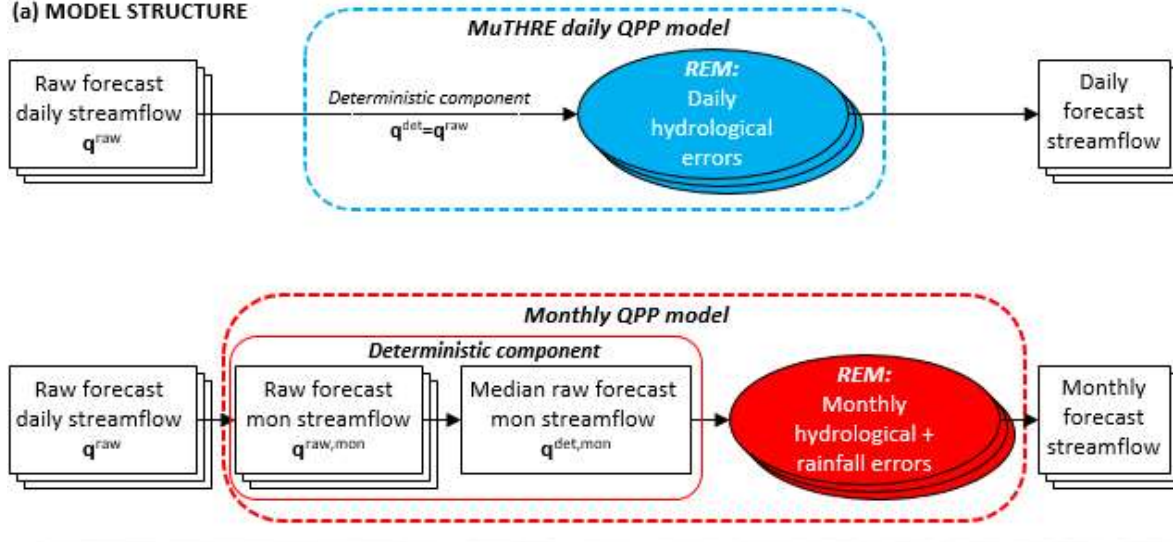 (a) MODEL STRUCTURE
MuTHRE daily QPP model
Raw forecast
daily streamflow
q^raw
Deterministic component
q^det=q^raw
REM:
Daily
hydrological
errors
Daily
forecast
streamflow
Monthly QPP model
Deterministic component
Raw forecast
daily streamflow
q^raw
Raw forecast
mon streamflow
q^raw,mon
Median raw forecast
mon streamflow
q^det,mon
REM:
Monthly
hydrological +
rainfall errors
Monthly
forecast
streamflow